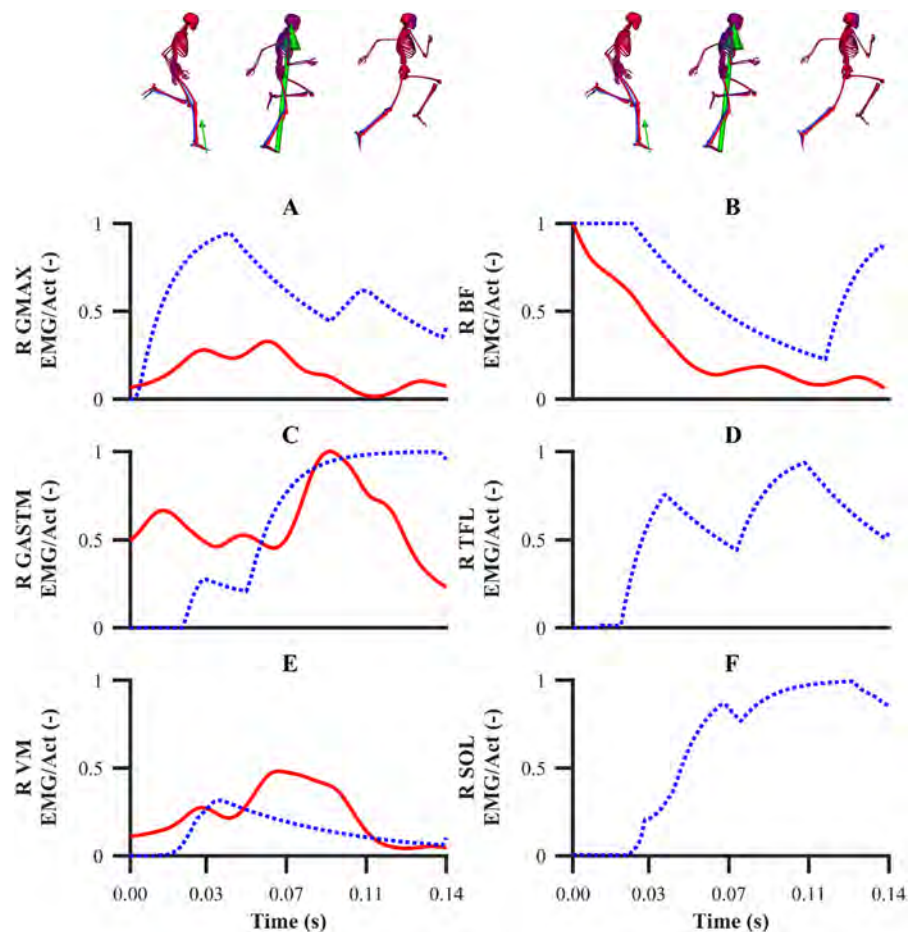 A
B
R GMAX
EMG/Act (-)
1
0.5
0
R BF
EMG/Act (-)
1
0.5
0
C
D
R GASTM
EMG/Act (-)
1
0.5
0
R TFL
EMG/Act (-)
1
0.5
0
E
F
R VM
EMG/Act (-)
1
0.5
0
R SOL
EMG/Act (-)
1
0.5
0
0.00 0.03 0.07 0.11 0.14
0.00 0.03 0.07 0.11 0.14
Time (s)
Time (s)